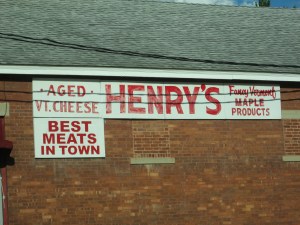 · AGED ·
VT. CHEESE
HENRY'S
Fancy Vermont
MAPLE
PRODUCTS
BEST
MEATS
IN TOWN